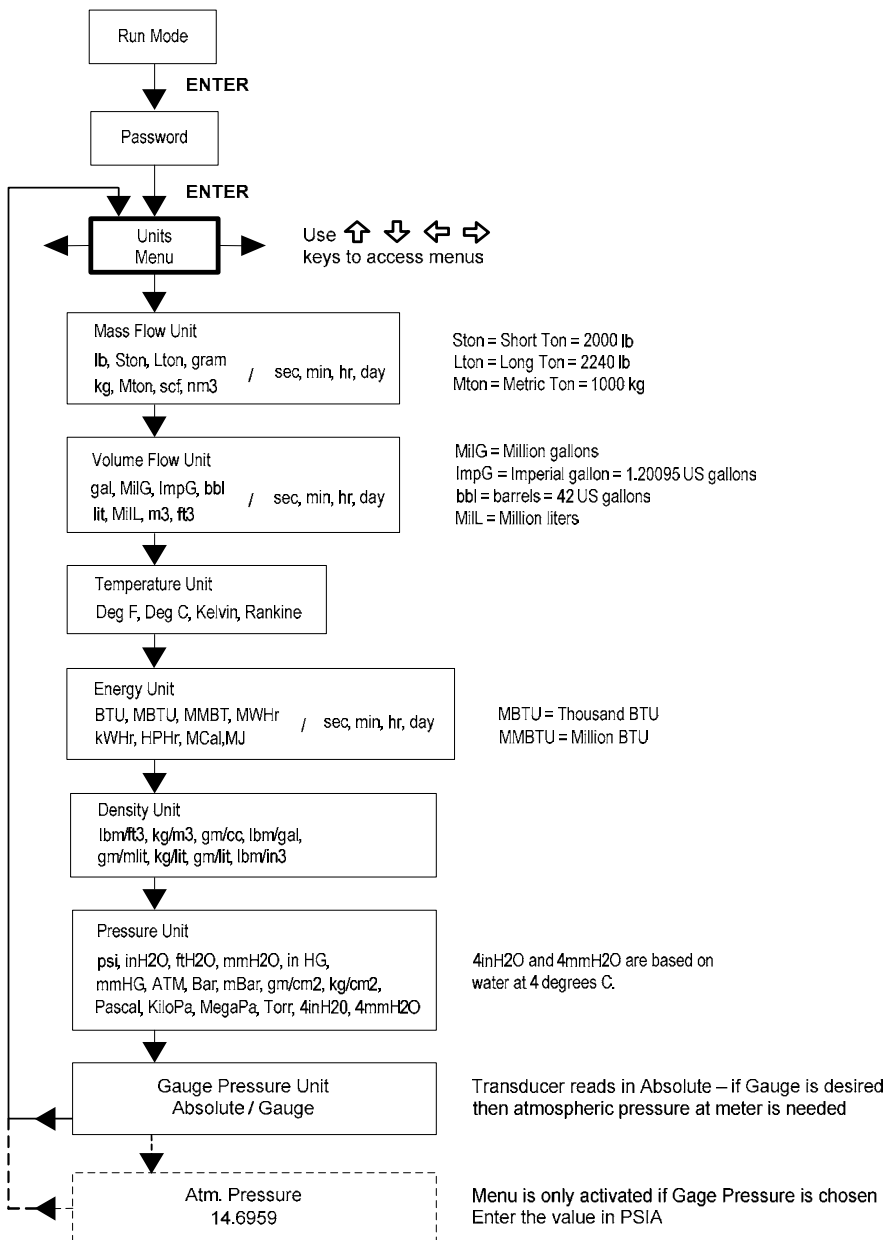 Run Mode
ENTER
Password
ENTER
Units
Menu
Use
keys to access menus
Mass Flow Unit
lb, Ston, Lton, gram
kg, Mton, scf, nm3
/ sec, min, hr, day
Ston = Short Ton = 2000 lb
Lton = Long Ton = 2240 lb
Mton = Metric Ton = 1000 kg
Volume Flow Unit
gal, MilG, ImpG, bbl
lit, MilL, m3, ft3
/ sec, min, hr, day
MilG = Million gallons
ImpG = Imperial gallon = 1.20095 US gallons
bbl = barrels = 42 US gallons
MilL = Million liters
Temperature Unit
Deg F, Deg C, Kelvin, Rankine
Energy Unit
BTU, MBTU, MMBT, MWHr
kWHr, HPHr, MCal,MJ
/ sec, min, hr, day
MBTU = Thousand BTU
MMBTU = Million BTU
Density Unit
lbm/ft3, kg/m3, gm/cc, lbm/gal,
gm/mlit, kg/lit, gm/lit, lbm/in3
Pressure Unit
psi, inH2O, ftH2O, mmH2O, in HG,
mmHG, ATM, Bar, mBar, gm/cm2, kg/cm2,
Pascal, KiloPa, MegaPa, Torr, 4inH20, 4mmH2O
4inH2O and 4mmH2O are based on
water at 4 degrees C.
Gauge Pressure Unit
Absolute / Gauge
Transducer reads in Absolute – if Gauge is desired
then atmospheric pressure at meter is needed
Atm. Pressure
14.6959
Menu is only activated if Gage Pressure is chosen
Enter the value in PSIA